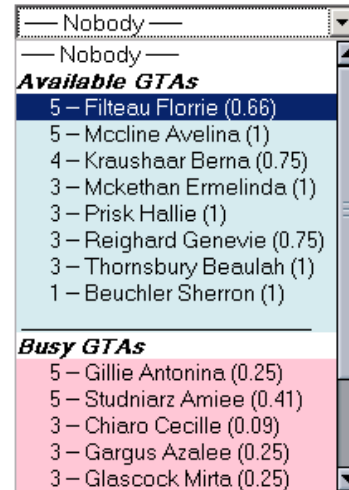 — Nobody —
— Nobody —
Available GTAs
5 – Filteau Florrie (0.66)
5 – Mccline Avelina (1)
4 – Kraushaar Berna (0.75)
3 – Mckethan Ermelinda (1)
3 – Prisk Hallie (1)
3 – Reighard Genevie (0.75)
3 – Thornsbury Beaulah (1)
1 – Beuchler Sherron (1)
Busy GTAs
5 – Gillie Antonina (0.25)
5 – Studniarz Amiee (0.41)
3 – Chiaro Cecille (0.09)
3 – Gargus Azalee (0.25)
3 – Glascock Mirta (0.25)